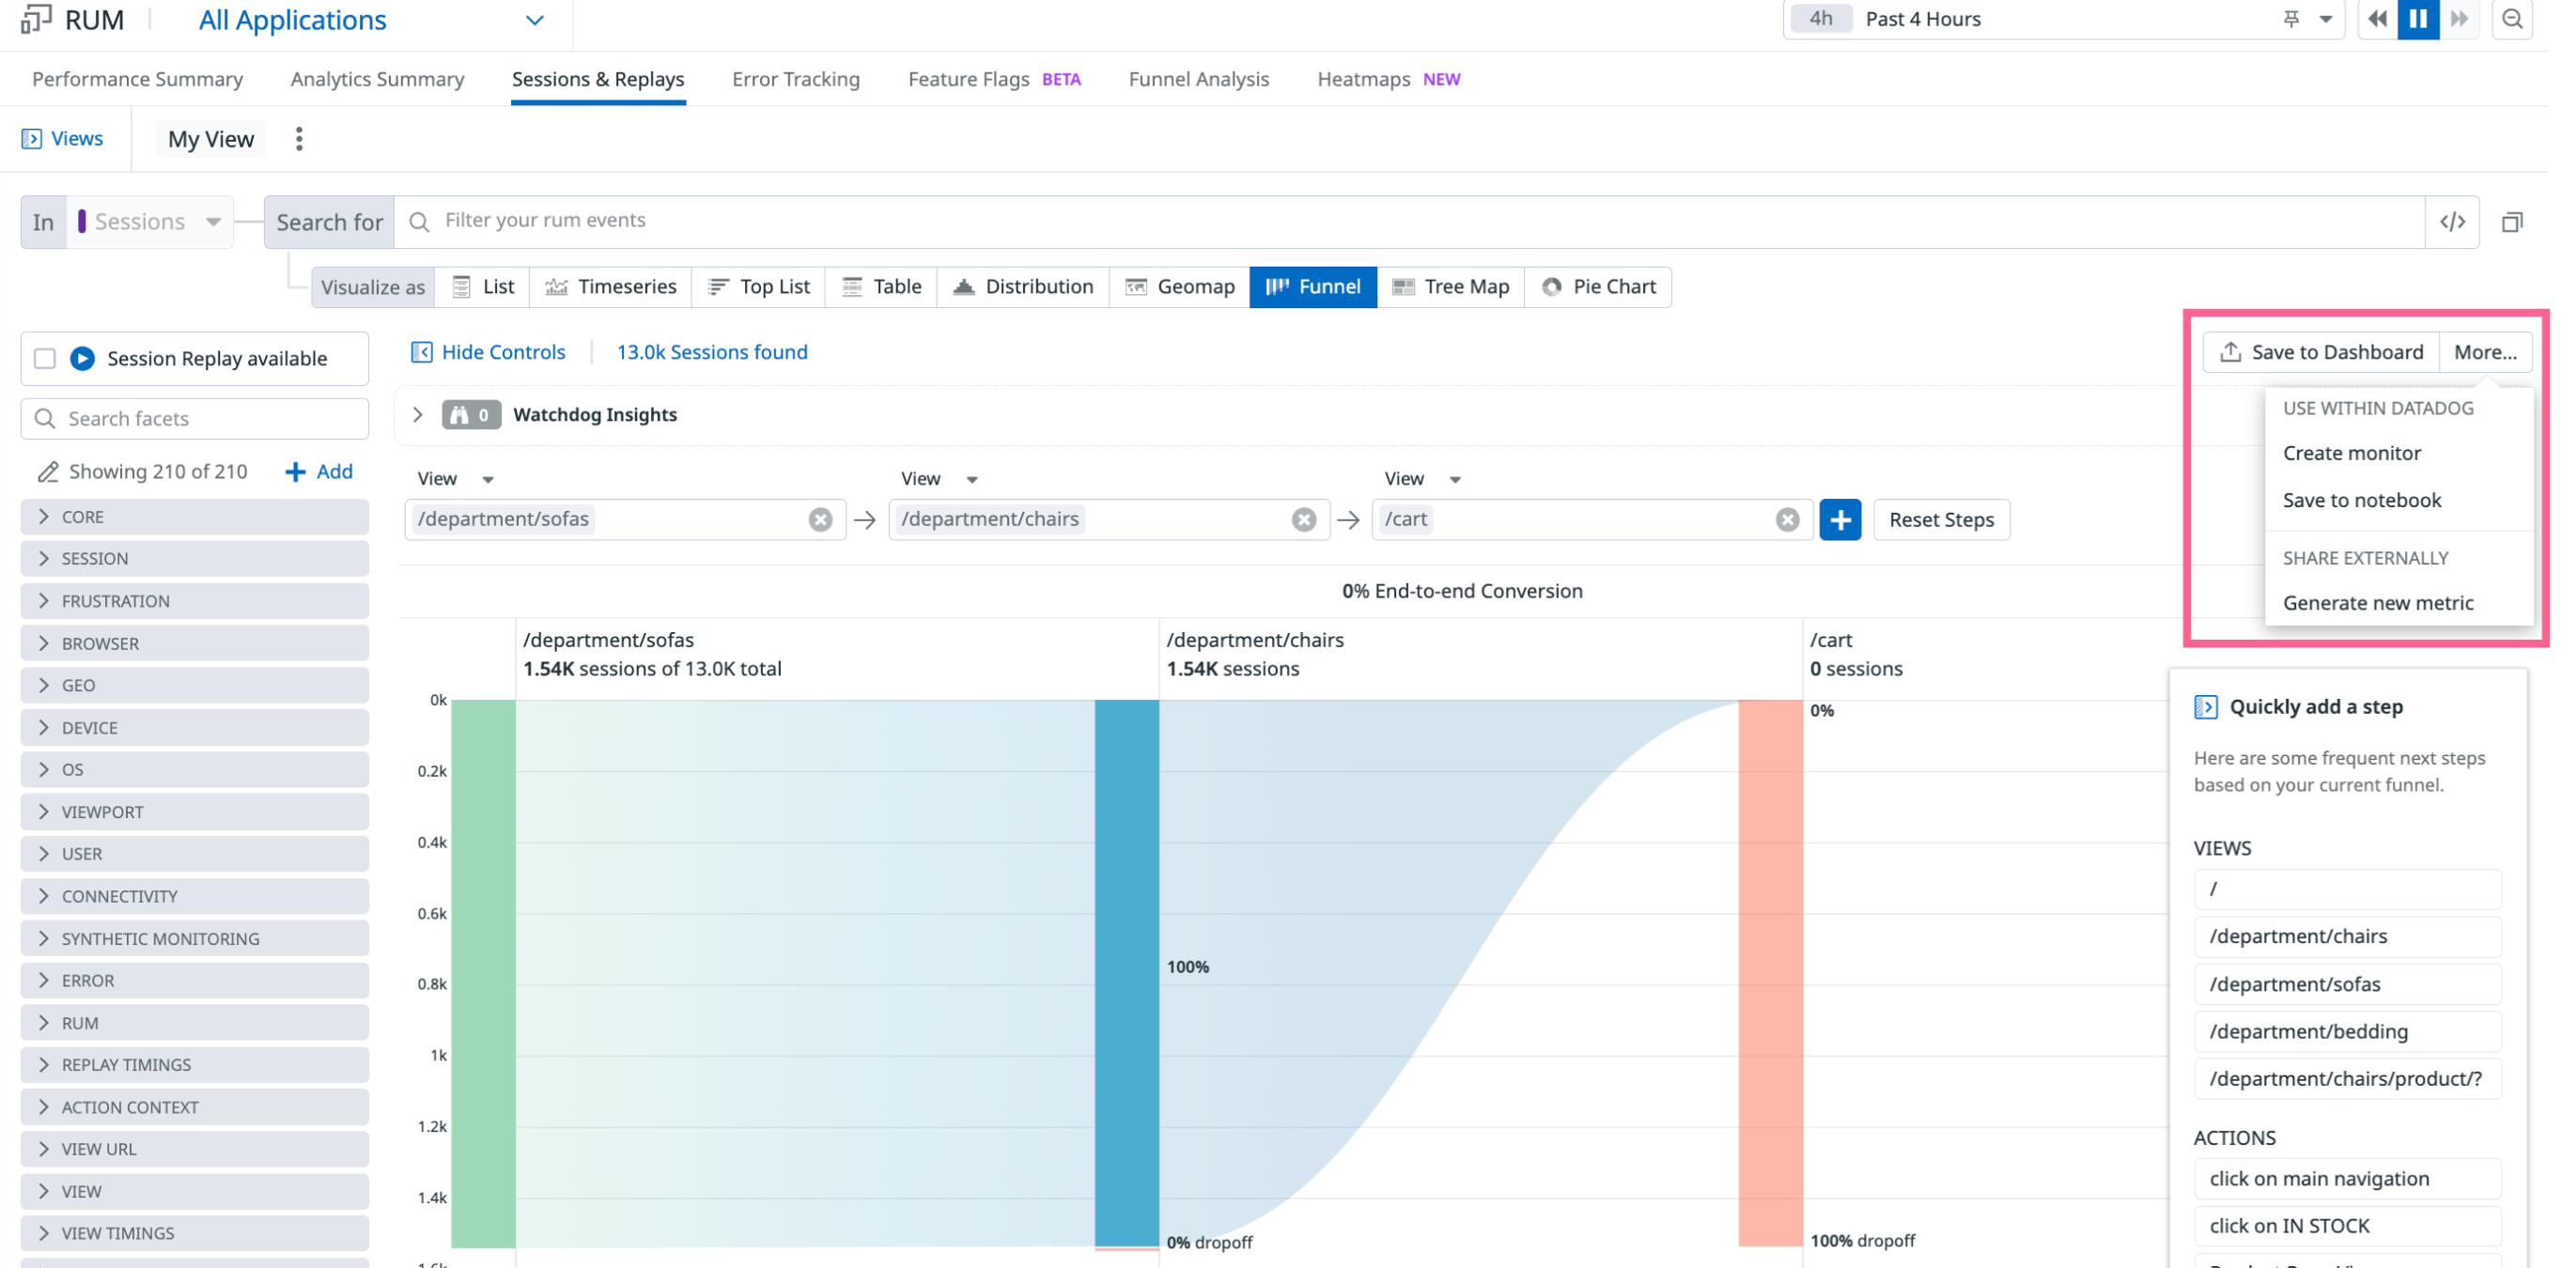 RUM
All Applications
4h Past 4 Hours
Performance Summary Analytics Summary Sessions & Replays Error Tracking Feature Flags BETA Funnel Analysis Heatmaps NEW
Views My View
In Sessions Search for Filter your rum events </>
Visualize as List Timeseries Top List Table Distribution Geomap Funnel Tree Map Pie Chart
Session Replay available
Search facets
Showing 210 of 210 Add
CORE
SESSION
FRUSTRATION
BROWSER
GEO
DEVICE
OS
VIEWPORT
USER
CONNECTIVITY
SYNTHETIC MONITORING
ERROR
RUM
REPLAY TIMINGS
ACTION CONTEXT
VIEW URL
VIEW
VIEW TIMINGS
Hide Controls 13.0k Sessions found
Save to Dashboard More...
USE WITHIN DATADOG
Create monitor
Save to notebook
SHARE EXTERNALLY
Generate new metric
0 Watchdog Insights
View View View
/department/sofas /department/chairs /cart Reset Steps
0% End-to-end Conversion
/department/sofas /department/chairs /cart
1.54K sessions of 13.0K total 1.54K sessions 0 sessions
0k
0%
0.2k
0.4k
0.6k
100%
0.8k
1k
1.2k
1.4k
0% dropoff 100% dropoff
Quickly add a step
Here are some frequent next steps
based on your current funnel.
VIEWS
/
/department/chairs
/department/sofas
/department/bedding
/department/chairs/product/?
ACTIONS
click on main navigation
click on IN STOCK